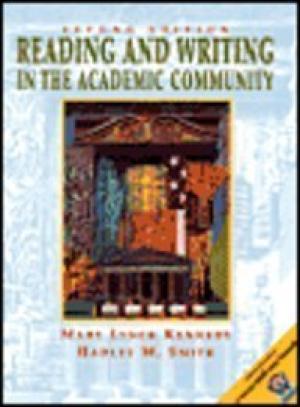 SECOND EDITION
READING AND WRITING
IN THE ACADEMIC COMMUNITY
MARY LYNCH KENNEDY
HADLEY M. SMITH